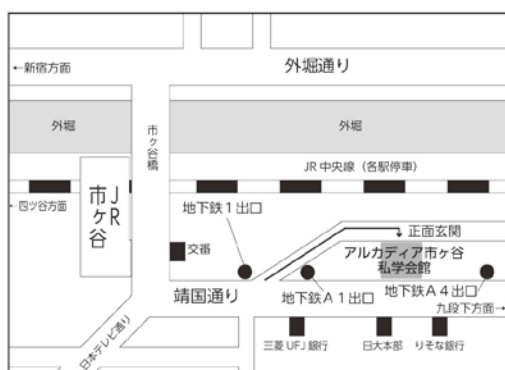 外堀通り
←新宿方面
外堀
市ヶ谷橋
外堀
JR中央線（各駅停車）
←四ツ谷方面
JR
市ヶ谷
地下鉄1出口
正面玄関
交番
アルカディア市ヶ谷
私学会館
靖国通り
地下鉄A1出口
地下鉄A4出口
九段下方面→
日本テレビ通り
三菱UFJ銀行
日大本部
りそな銀行